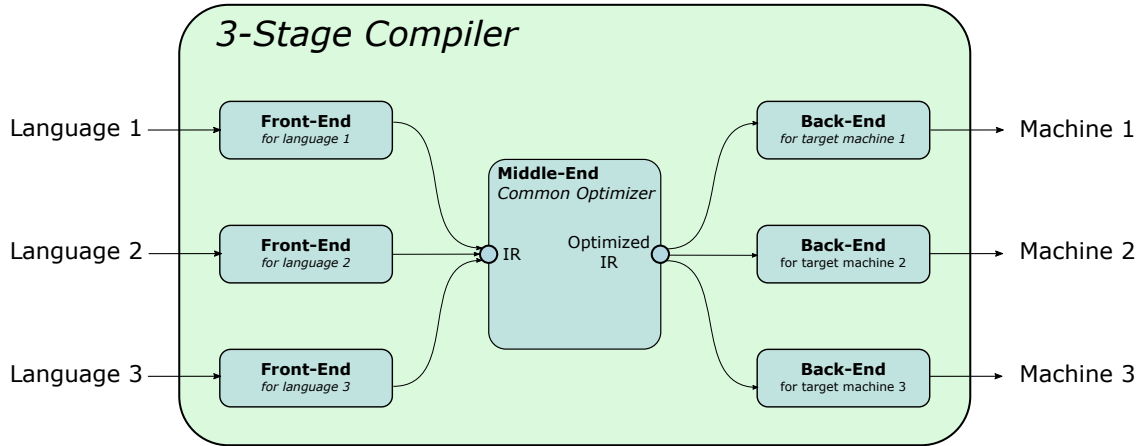 3-Stage Compiler
Language 1
Front-End
for language 1
Back-End
for target machine 1
Machine 1
Middle-End
Common Optimizer
Language 2
Front-End
for language 2
IR
Optimized
IR
Back-End
for target machine 2
Machine 2
Language 3
Front-End
for language 3
Back-End
for target machine 3
Machine 3